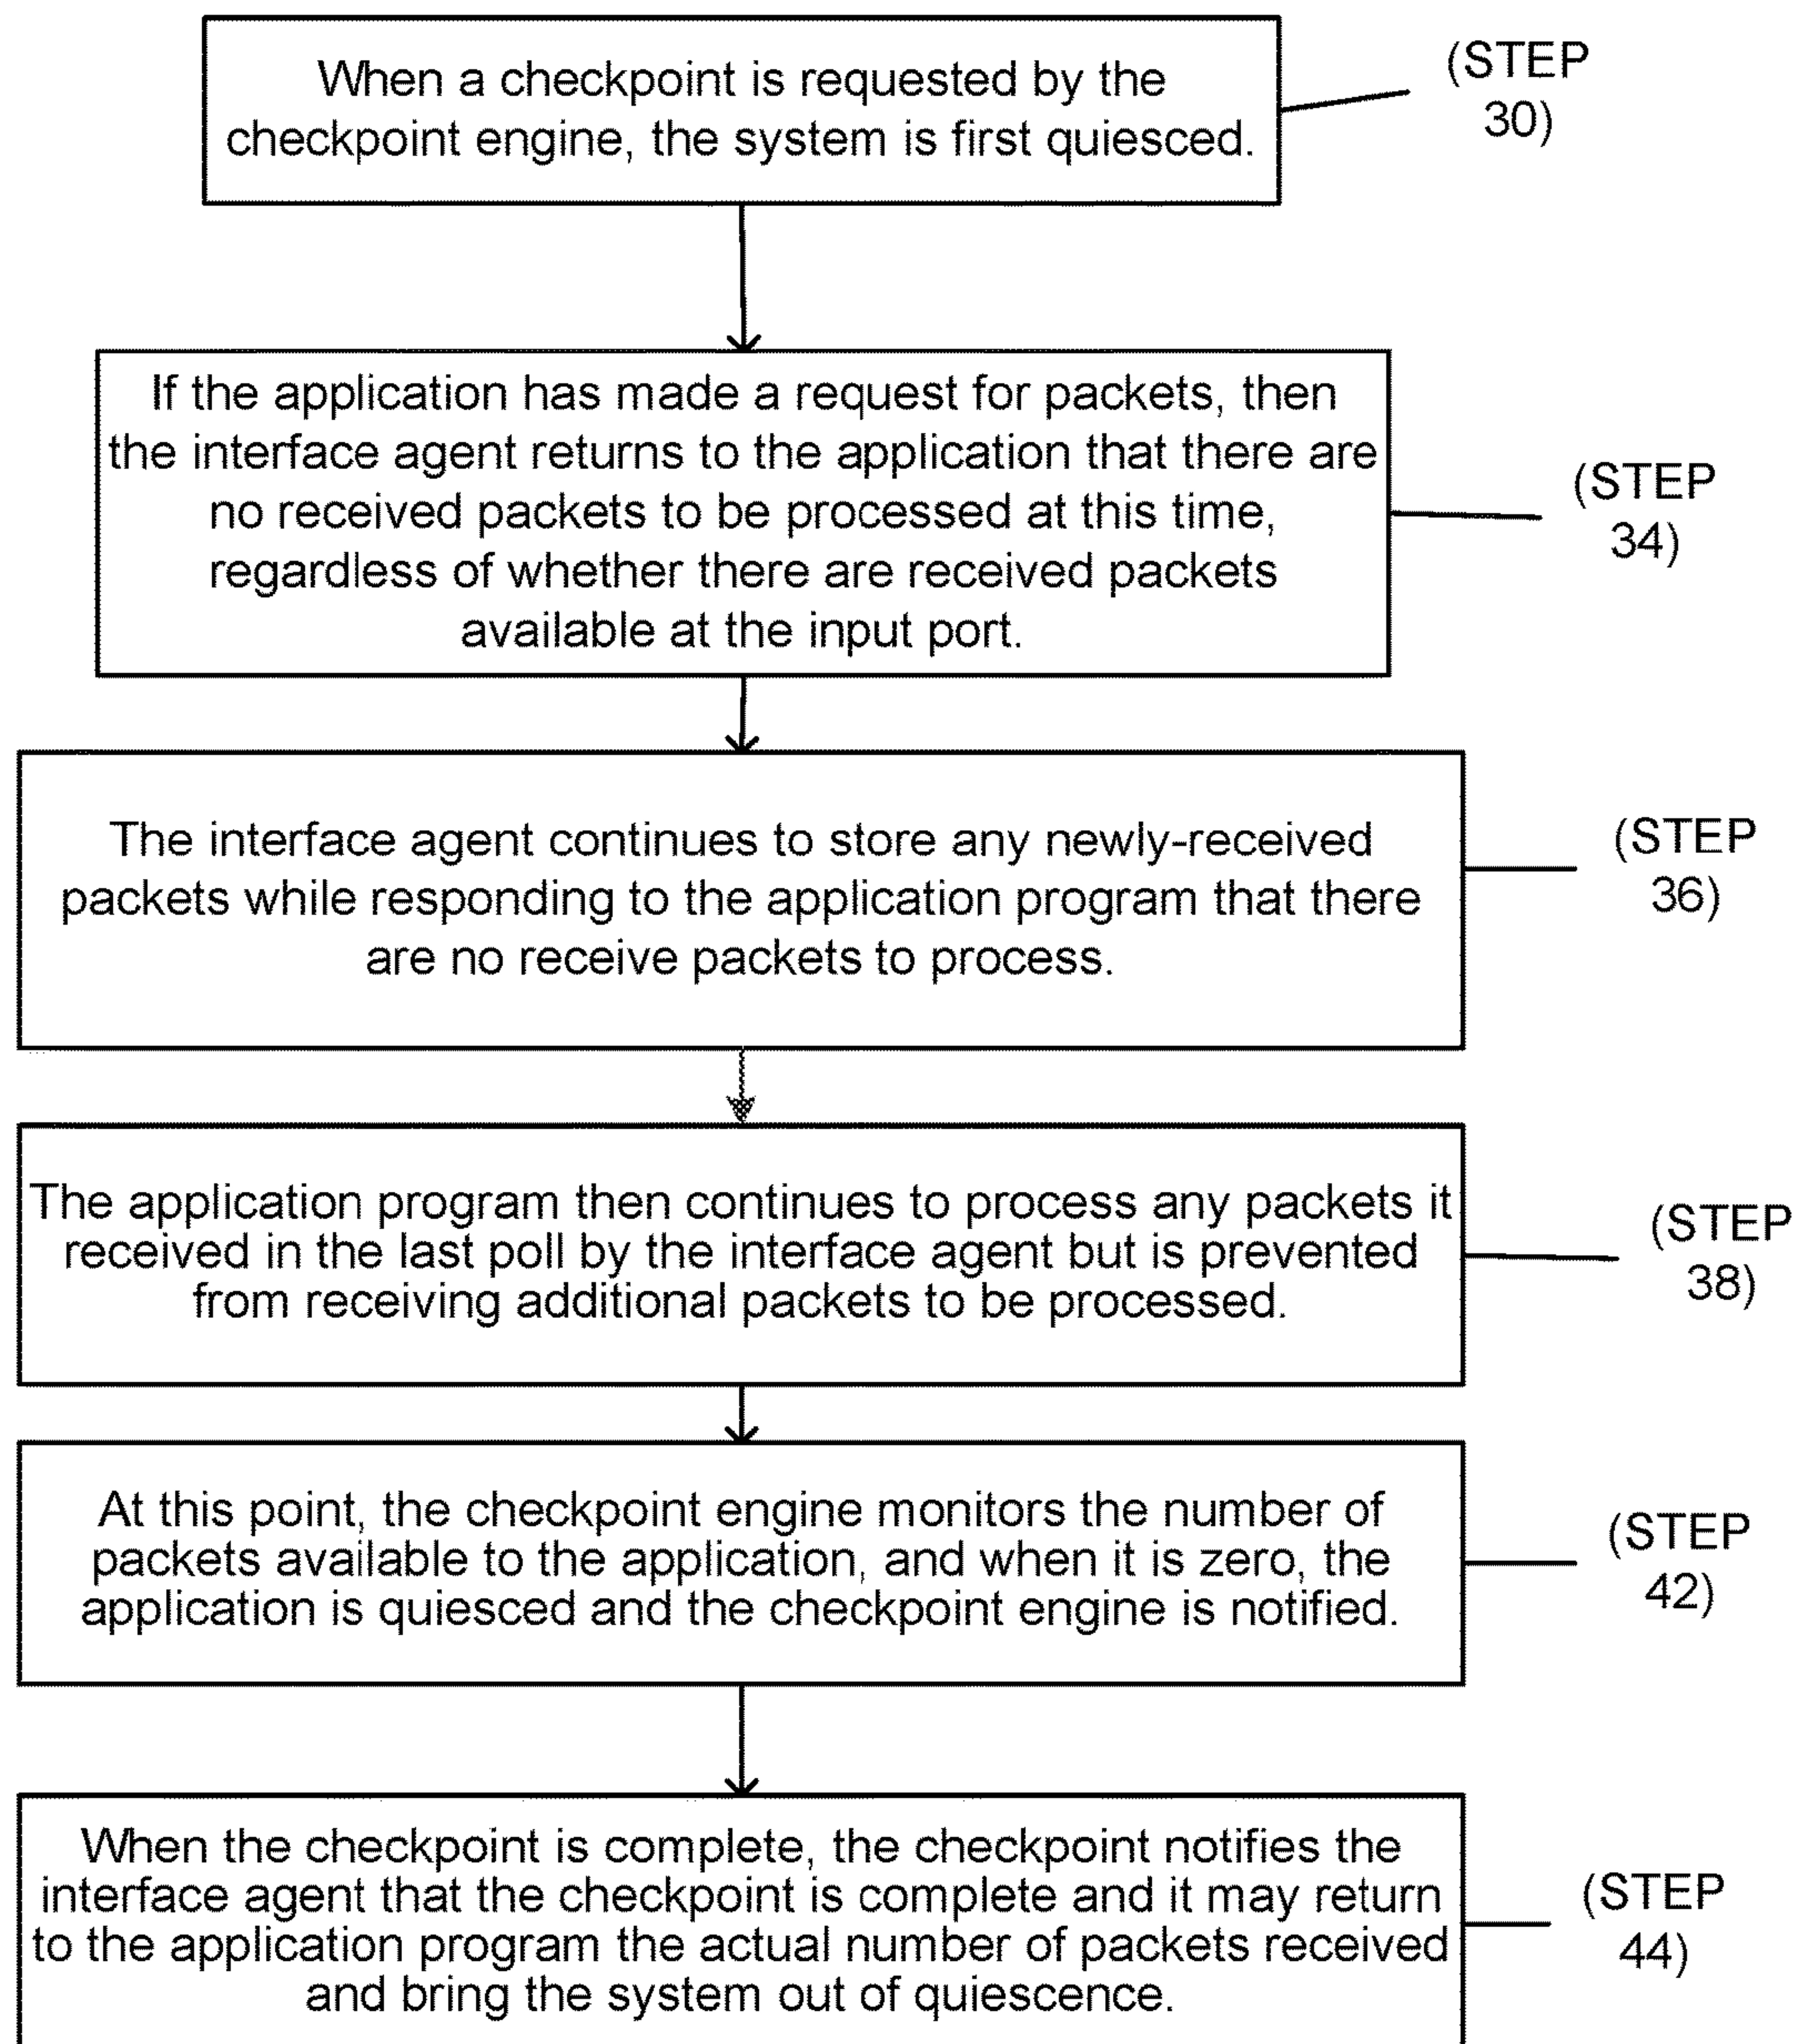 When a checkpoint is requested by the
checkpoint engine, the system is first quiesced.
(STEP
30)
If the application has made a request for packets, then
the interface agent returns to the application that there are
no received packets to be processed at this time,
regardless of whether there are received packets
available at the input port.
(STEP
34)
The interface agent continues to store any newly-received
packets while responding to the application program that there
are no receive packets to process.
(STEP
36)
The application program then continues to process any packets it
received in the last poll by the interface agent but is prevented
from receiving additional packets to be processed.
(STEP
38)
At this point, the checkpoint engine monitors the number of
packets available to the application, and when it is zero, the
application is quiesced and the checkpoint engine is notified.
(STEP
42)
When the checkpoint is complete, the checkpoint notifies the
interface agent that the checkpoint is complete and it may return
to the application program the actual number of packets received
and bring the system out of quiescence.
(STEP
44)